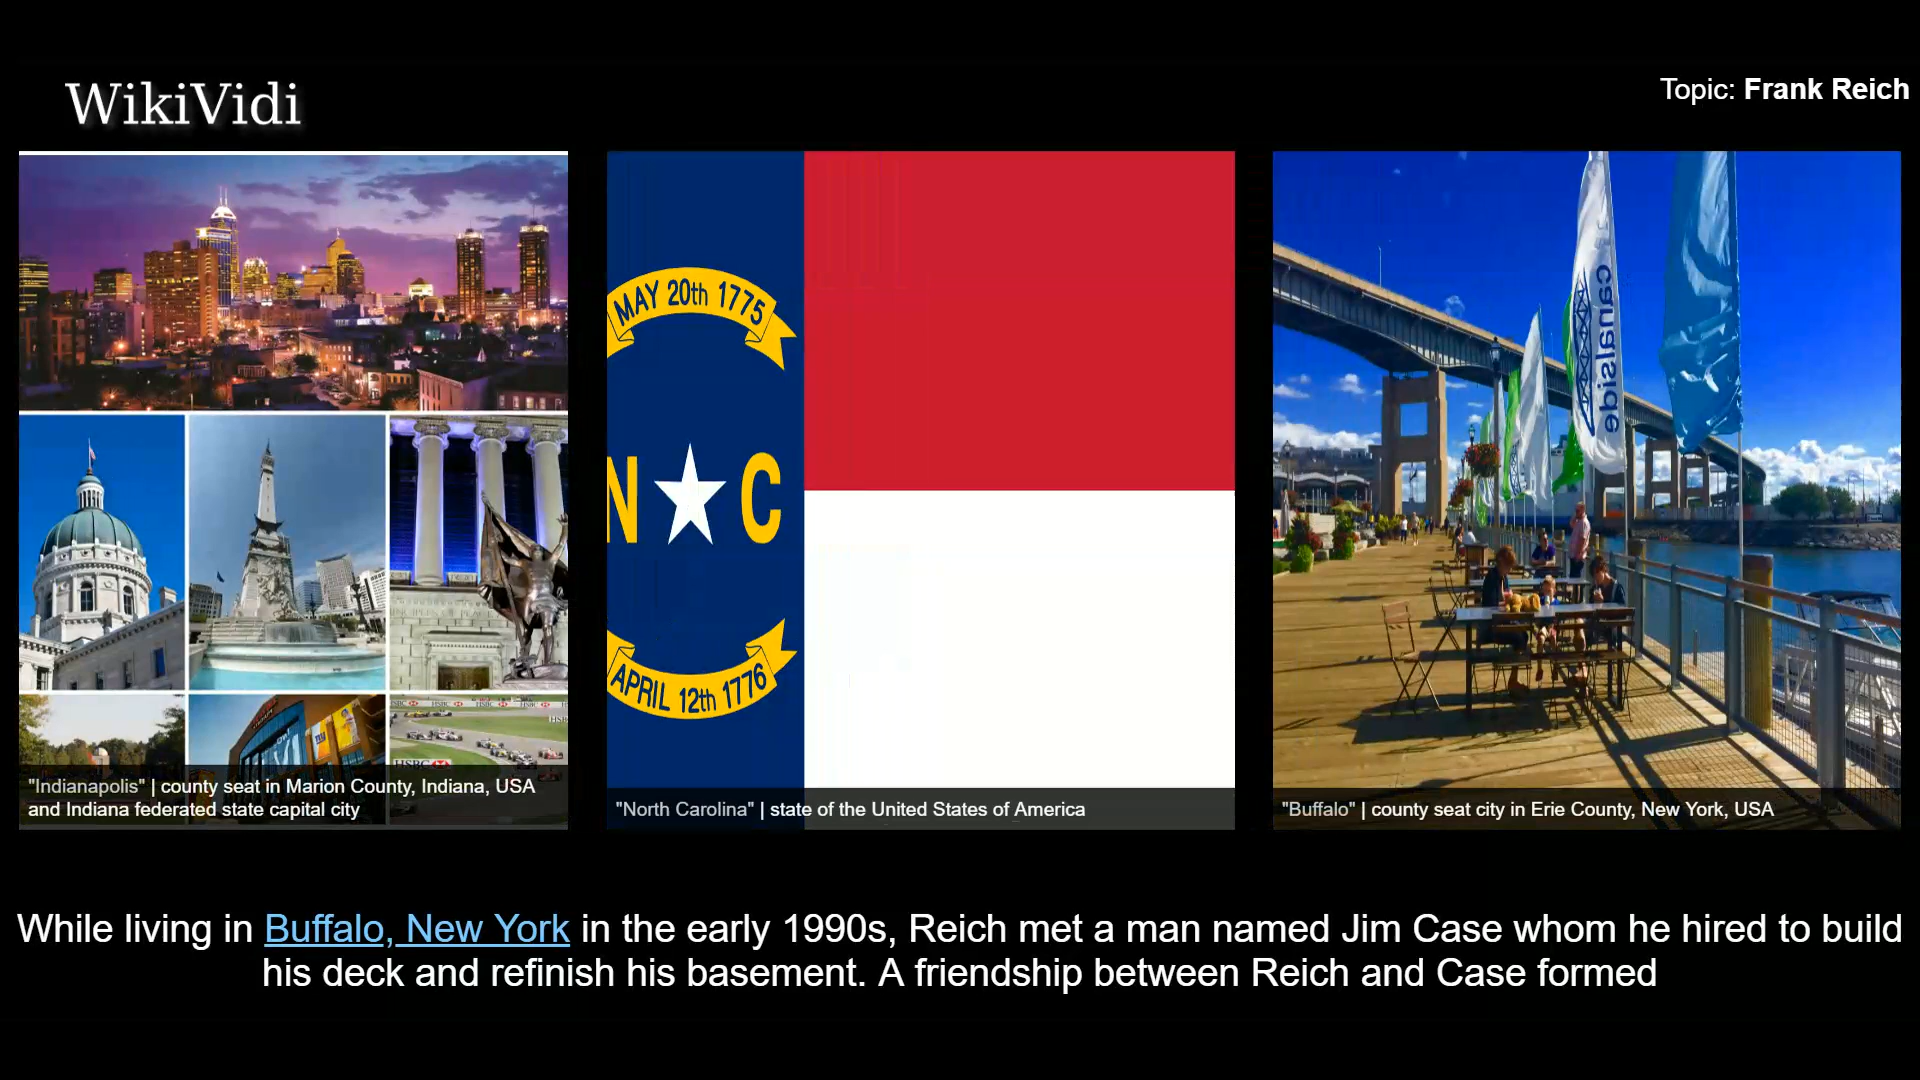 WikiVidi
Topic: Frank Reich
MAY 20th 1775
N C
APRIL 12th 1776
canalside
HSBC
"Indianapolis" | county seat in Marion County, Indiana, USA
and Indiana federated state capital city
"North Carolina" | state of the United States of America
"Buffalo" | county seat city in Erie County, New York, USA
While living in Buffalo, New York in the early 1990s, Reich met a man named Jim Case whom he hired to build
his deck and refinish his basement. A friendship between Reich and Case formed